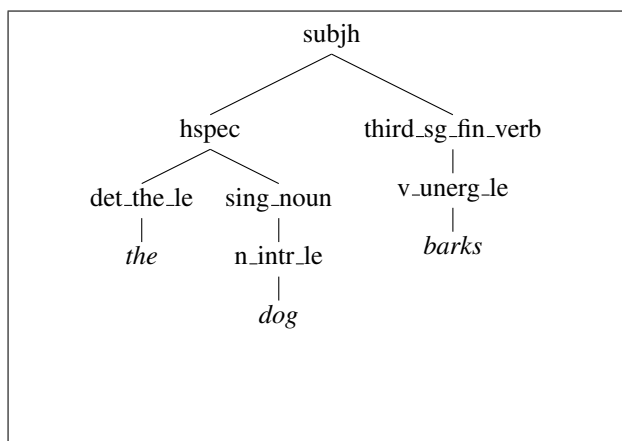 subjh
hspec third_sg_fin_verb
det_the_le sing_noun v_unerg_le
the n_intr_le barks
dog